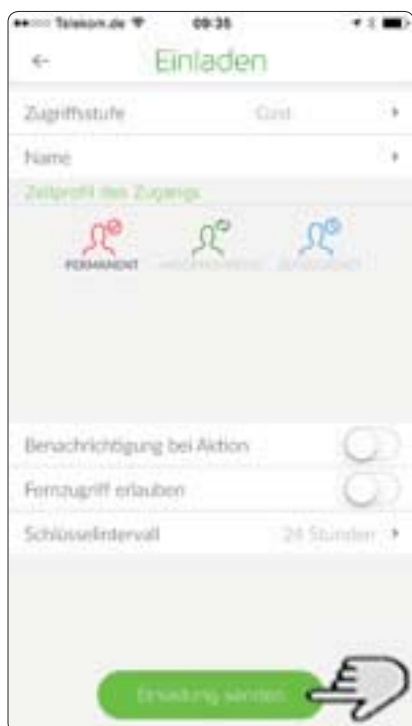 Telekom.de 09:35
Einladen
Zugriffsstufe Gast
Name
Zeitprofil des Zugangs
PERMANENT
Benachrichtigung bei Aktion
Fernzugriff erlauben
Schlüsselintervall 24 Stunden
Einladung senden